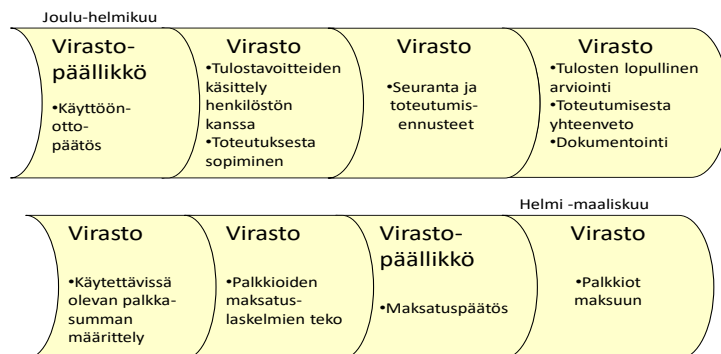 Joulu-helmikuu
Virasto-
päällikkö
•Käyttöön-
otto-
päätös
Virasto
•Tulostavoitteiden
käsittely
henkilöstön
kanssa
•Toteutuksesta
sopiminen
Virasto
•Seuranta ja
toteutumis-
ennusteet
Virasto
•Tulosten lopullinen
arviointi
•Toteutumisesta
yhteenveto
•Dokumentointi
Helmi -maaliskuu
Virasto
•Käytettävissä
olevan palkka-
summan
määrittely
Virasto
•Palkkioiden
maksatus-
laskelmien teko
Virasto-
päällikkö
•Maksatuspäätös
Virasto
•Palkkiot
maksuun